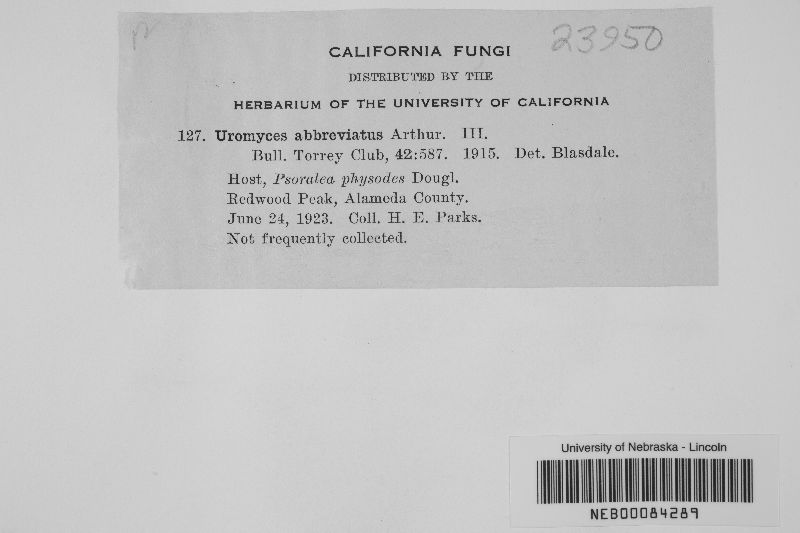 23950
CALIFORNIA FUNGI
DISTRIBUTED BY THE
HERBARIUM OF THE UNIVERSITY OF CALIFORNIA
127. Uromyces abbreviatus Arthur. III.
Bull. Torrey Club, 42:587. 1915. Det. Blasdale.
Host, Psoralea physodes Dougl.
Redwood Peak, Alameda County.
June 24, 1923. Coll. H. E. Parks.
Not frequently collected.
University of Nebraska - Lincoln
NEB00084289